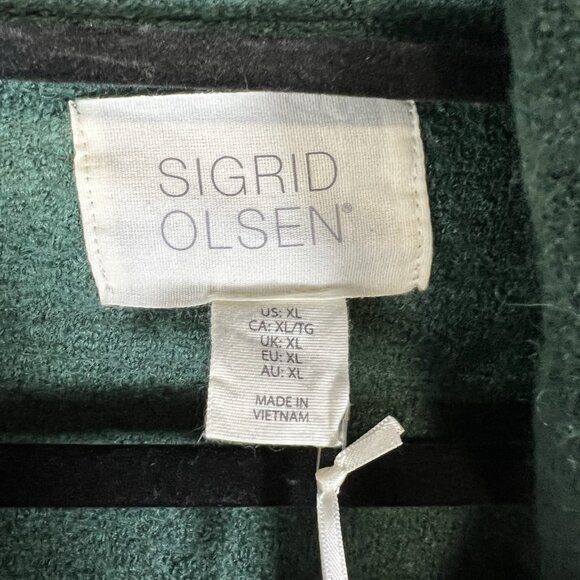 SIGRID
OLSEN®
US: XL
CA: XL/TG
UK: XL
EU: XL
AU: XL
MADE IN
VIETNAM